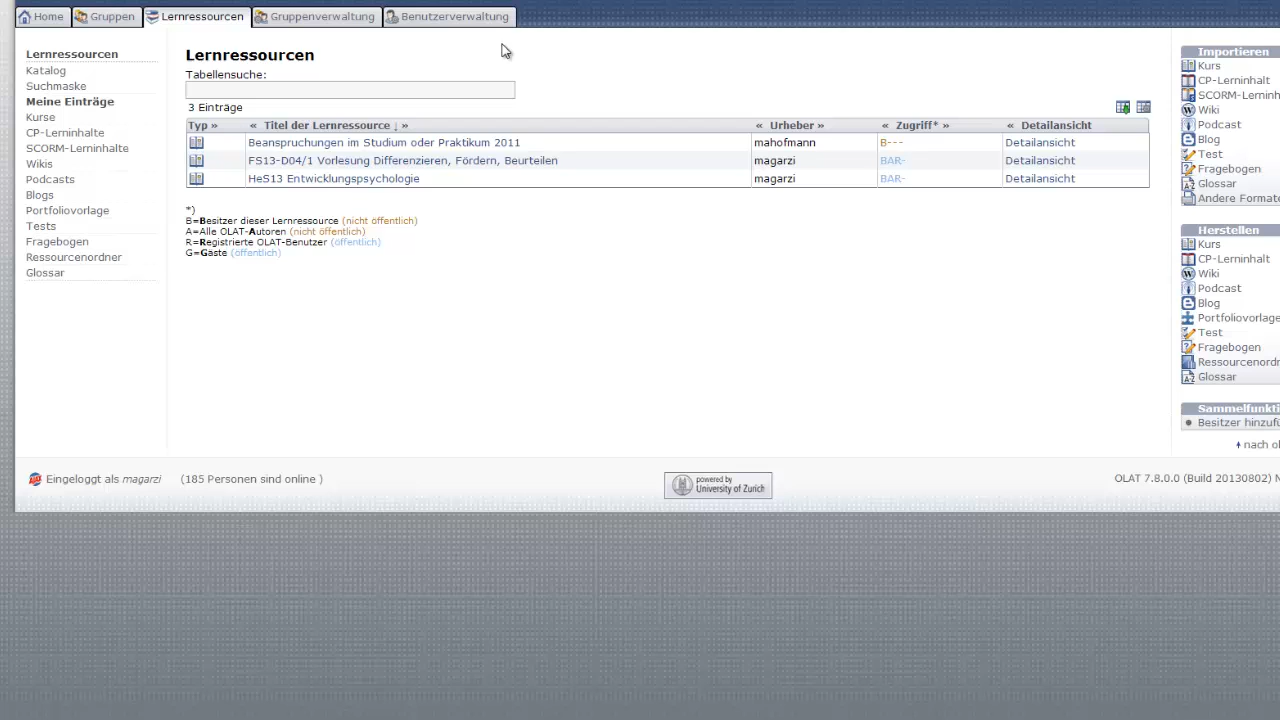 Home Gruppen Lernressourcen Gruppenverwaltung Benutzerverwaltung
Lernressourcen
Katalog
Suchmaske
Meine Einträge
Kurse
CP-Lerninhalte
SCORM-Lerninhalte
Wikis
Podcasts
Blogs
Portfoliovorlage
Tests
Fragebogen
Ressourcenordner
Glossar
Lernressourcen
Tabellensuche:
3 Einträge
Typ » « Titel der Lernressource ↓ » « Urheber » « Zugriff* » « Detailansicht
Beanspruchungen im Studium oder Praktikum 2011 mahofmann B--- Detailansicht
FS13-D04/1 Vorlesung Differenzieren, Fördern, Beurteilen magarzi BAR- Detailansicht
HeS13 Entwicklungspsychologie magarzi BAR- Detailansicht
*)
B=Besitzer dieser Lernressource (nicht öffentlich)
A=Alle OLAT-Autoren (nicht öffentlich)
R=Registrierte OLAT-Benutzer (öffentlich)
G=Gäste (öffentlich)
Importieren
Kurs
CP-Lerninhalt
SCORM-Lerninh
Wiki
Podcast
Blog
Test
Fragebogen
Glossar
Andere Formate
Herstellen
Kurs
CP-Lerninhalt
Wiki
Podcast
Blog
Portfoliovorlage
Test
Fragebogen
Ressourcenordn
Glossar
Sammelfunkti
Besitzer hinzufü
nach ob
Eingeloggt als magarzi (185 Personen sind online )
powered by
University of Zurich
OLAT 7.8.0.0 (Build 20130802) N